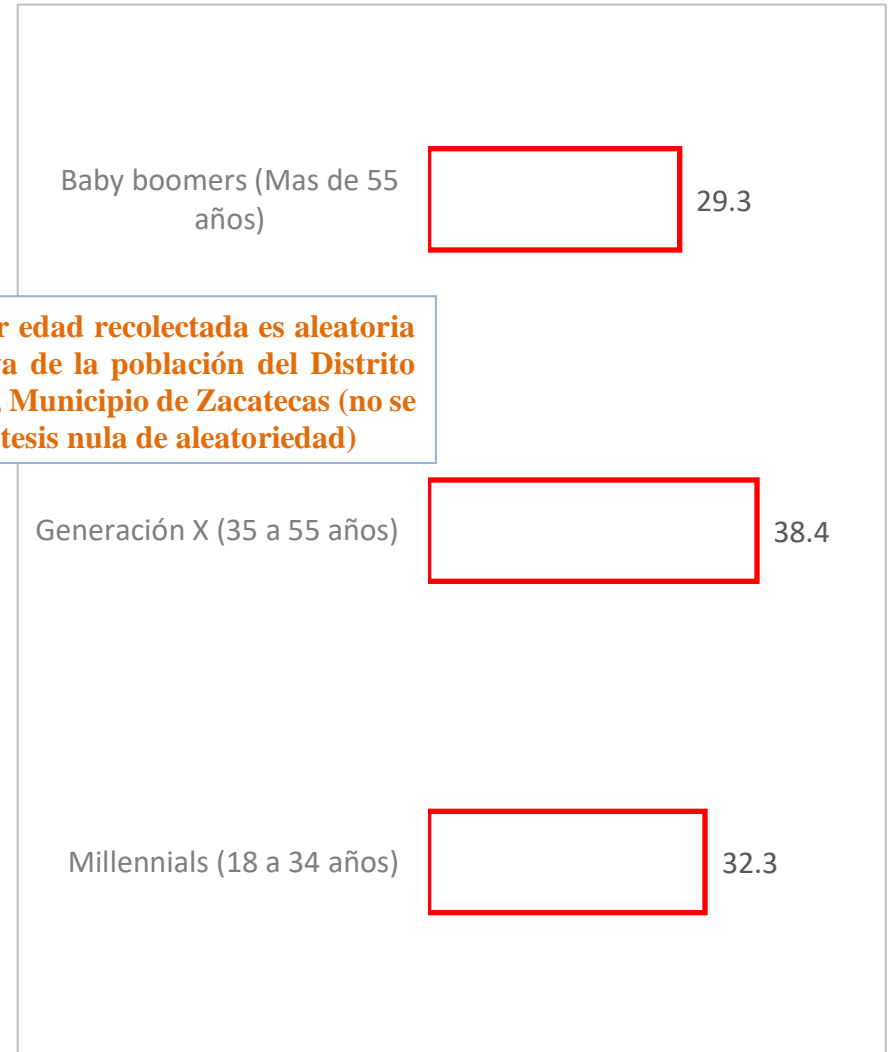 Baby boomers (Mas de 55
años)
29.3
edad recolectada es aleatoria
de la población del Distrito
Municipio de Zacatecas (no se
nula de aleatoriedad)
Generación X (35 a 55 años)
38.4
Millennials (18 a 34 años)
32.3